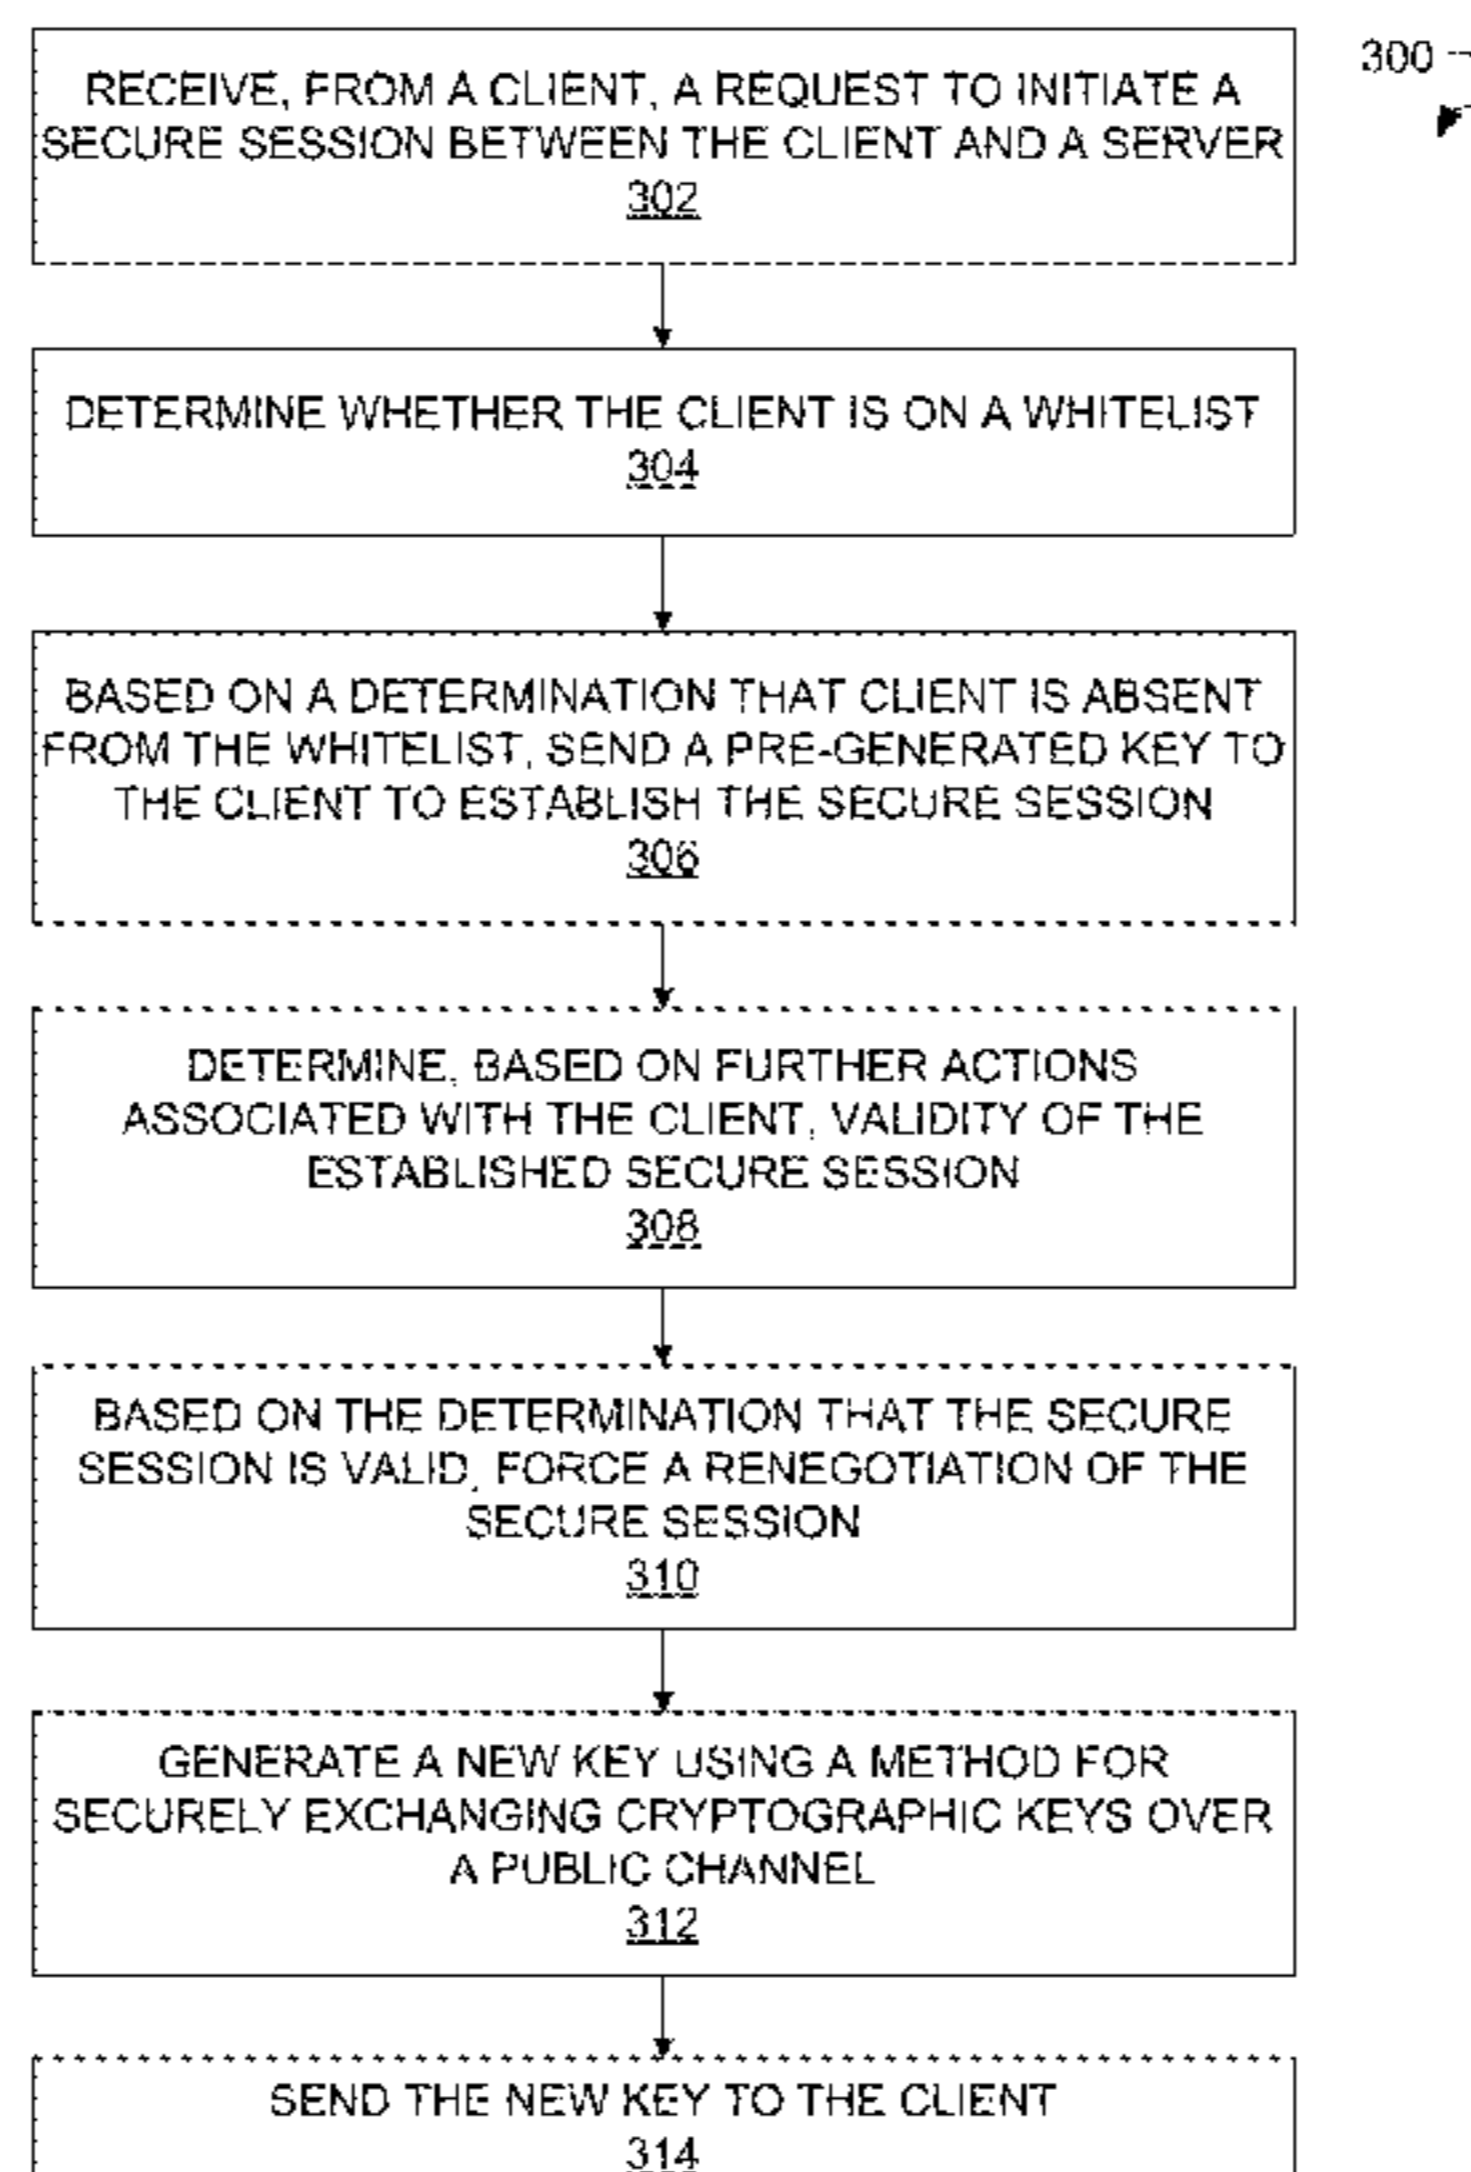 300
RECEIVE, FROM A CLIENT, A REQUEST TO INITIATE A
SECURE SESSION BETWEEN THE CLIENT AND A SERVER
302
DETERMINE WHETHER THE CLIENT IS ON A WHITELIST
304
BASED ON A DETERMINATION THAT CLIENT IS ABSENT
FROM THE WHITELIST, SEND A PRE-GENERATED KEY TO
THE CLIENT TO ESTABLISH THE SECURE SESSION
306
DETERMINE, BASED ON FURTHER ACTIONS
ASSOCIATED WITH THE CLIENT, VALIDITY OF THE
ESTABLISHED SECURE SESSION
308
BASED ON THE DETERMINATION THAT THE SECURE
SESSION IS VALID, FORCE A RENEGOTIATION OF THE
SECURE SESSION
310
GENERATE A NEW KEY USING A METHOD FOR
SECURELY EXCHANGING CRYPTOGRAPHIC KEYS OVER
A PUBLIC CHANNEL
312
SEND THE NEW KEY TO THE CLIENT
314